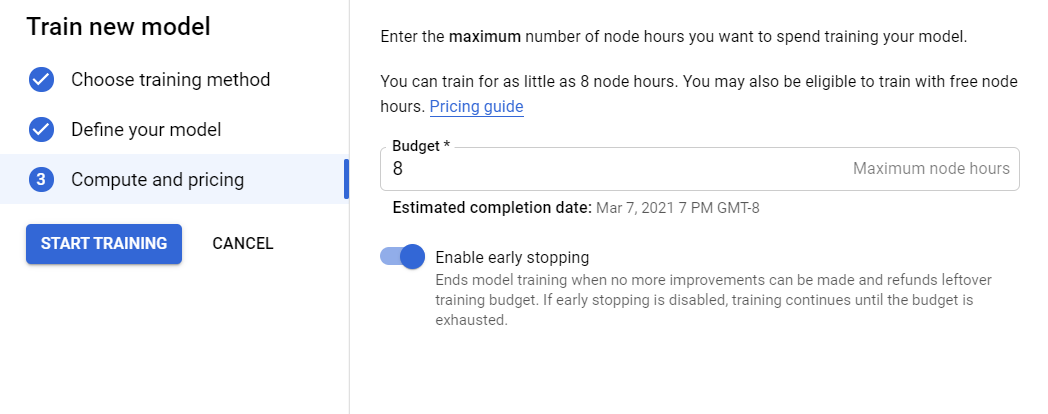 Train new model
Choose training method
Define your model
3 Compute and pricing
START TRAINING CANCEL
Enter the maximum number of node hours you want to spend training your model.
You can train for as little as 8 node hours. You may also be eligible to train with free node
hours. Pricing guide
Budget *
8 Maximum node hours
Estimated completion date: Mar 7, 2021 7 PM GMT-8
Enable early stopping
Ends model training when no more improvements can be made and refunds leftover
training budget. If early stopping is disabled, training continues until the budget is
exhausted.